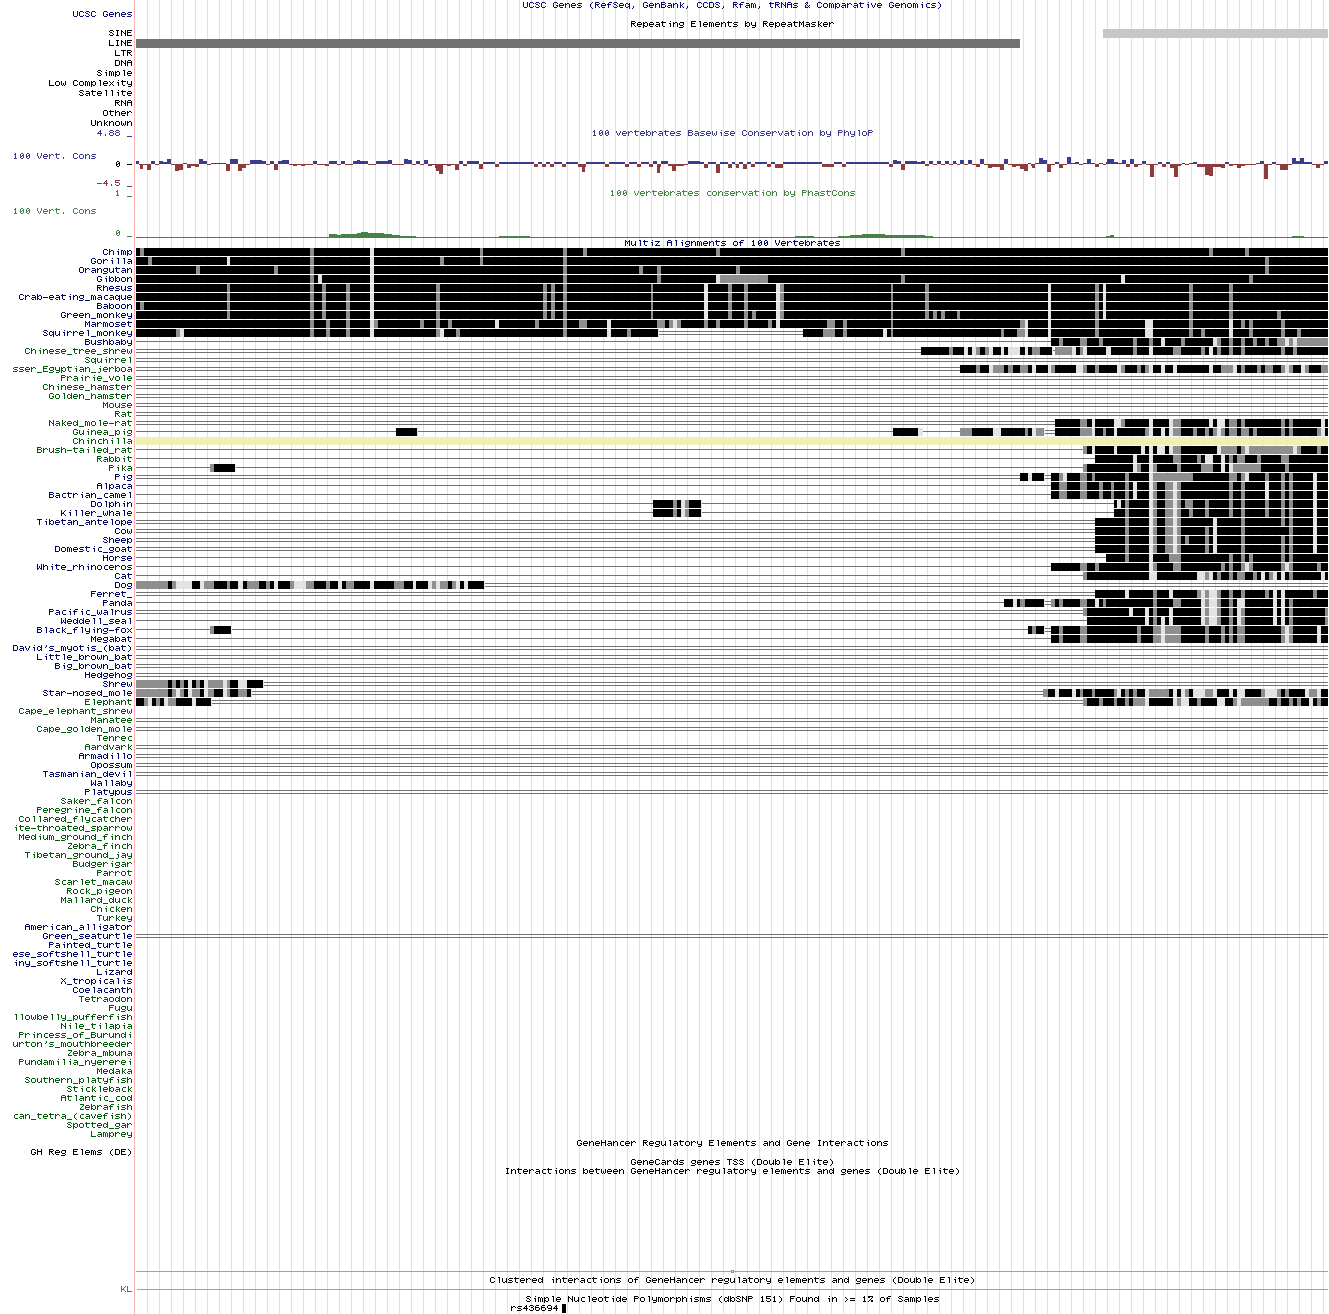 UCSC Genes (RefSeq, GenBank, CCDS, Rfam, tRNAs & Comparative Genomics)
UCSC Genes
Repeating Elements by RepeatMasker
SINE
LINE
LTR
DNA
Simple
Low Complexity
Satellite
RNA
Other
Unknown
4.88 _
100 vertebrates Basewise Conservation by PhyloP
100 Vert. Cons
0 -
-4.5 _
1 _
100 vertebrates conservation by PhastCons
100 Vert. Cons
0 _
Multiz Alignments of 100 Vertebrates
Chimp
Gorilla
Orangutan
Gibbon
Rhesus
Crab-eating_macaque
Baboon
Green_monkey
Marmoset
Squirrel_monkey
Bushbaby
Chinese_tree_shrew
Squirrel
sser_Egyptian_jerboa
Prairie_vole
Chinese_hamster
Golden_hamster
Mouse
Rat
Naked_mole-rat
Guinea_pig
Chinchilla
Brush-tailed_rat
Rabbit
Pika
Pig
Alpaca
Bactrian_camel
Dolphin
Killer_whale
Tibetan_antelope
Cow
Sheep
Domestic_goat
Horse
White_rhinoceros
Cat
Dog
Ferret_
Panda
Pacific_walrus
Weddell_seal
Black_flying-fox
Megabat
David's_myotis_(bat)
Little_brown_bat
Big_brown_bat
Hedgehog
Shrew
Star-nosed_mole
Elephant
Cape_elephant_shrew
Manatee
Cape_golden_mole
Tenrec
Aardvark
Armadillo
Opossum
Tasmanian_devil
Wallaby
Platypus
Saker_falcon
Peregrine_falcon
Collared_flycatcher
ite-throated_sparrow
Medium_ground_finch
Zebra_finch
Tibetan_ground_jay
Budgerigar
Parrot
Scarlet_macaw
Rock_pigeon
Mallard_duck
Chicken
Turkey
American_alligator
Green_seaturtle
Painted_turtle
ese_softshell_turtle
iny_softshell_turtle
Lizard
X_tropicalis
Coelacanth
Tetraodon
Fugu
llowbelly_pufferfish
Nile_tilapia
Princess_of_Burundi
urton's_mouthbreeder
Zebra_mbuna
Pundamilia_nyererei
Medaka
Southern_platyfish
Stickleback
Atlantic_cod
Zebrafish
can_tetra_(cavefish)
Spotted_gar
Lamprey
GeneHancer Regulatory Elements and Gene Interactions
GH Reg Elems (DE)
GeneCards genes TSS (Double Elite)
Interactions between GeneHancer regulatory elements and genes (Double Elite)
Clustered interactions of GeneHancer regulatory elements and genes (Double Elite)
KL
Simple Nucleotide Polymorphisms (dbSNP 151) Found in >= 1% of Samples
rs436694